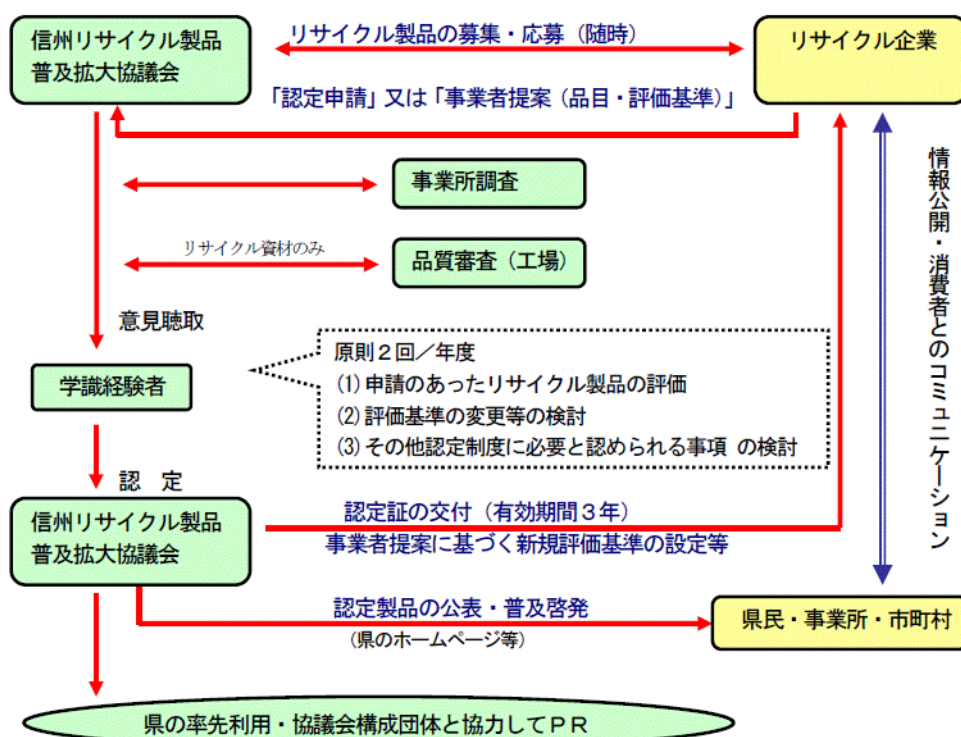 信州リサイクル製品
普及拡大協議会
リサイクル製品の募集・応募（随時）
リサイクル企業
「認定申請」又は「事業者提案（品目・評価基準）」
事業所調査
リサイクル資材のみ
品質審査（工場）
情報公開・消費者とのコミュニケーション
意見聴取
学識経験者
原則２回／年度
(1) 申請のあったリサイクル製品の評価
(2) 評価基準の変更等の検討
(3) その他認定制度に必要と認められる事項 の検討
認　定
信州リサイクル製品
普及拡大協議会
認定証の交付（有効期間３年）
事業者提案に基づく新規評価基準の設定等
認定製品の公表・普及啓発
（県のホームページ等）
県民・事業所・市町村
県の率先利用・協議会構成団体と協力してＰＲ